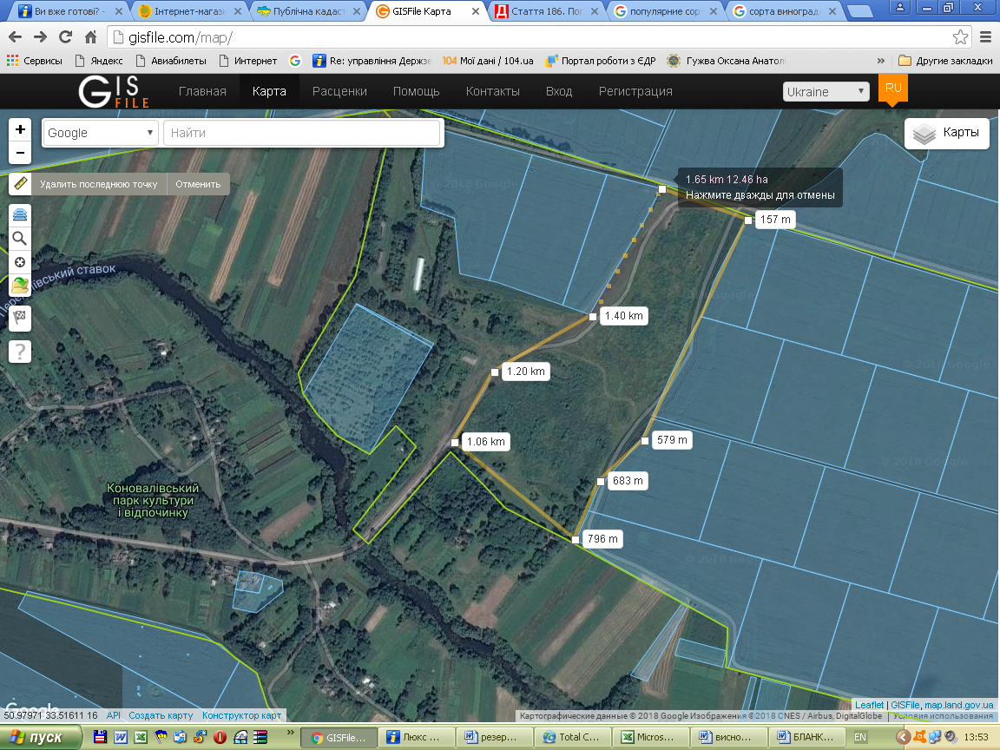 Ви вже готові? -
Інтернет-магази
Публічна кадаст
GISFile Карта
Стаття 186. Пог
популярние сор
сорта виноград
gisfile.com/map/
Сервисы
Яндекс
Авиабилеты
Интернет
Re: управління Держзе
104 Мої дані / 104.ua
Портал роботи з ЄДР
Гужва Оксана Анатол
»
Другие закладки
GIS FILE
Главная
Карта
Расценки
Помощь
Контакты
Вход
Регистрация
Ukraine
RU
+
−
Google
Найти
Карты
Удалить последнюю точку
Отменить
1.65 km 12.46 ha
Нажмите дважды для отмены
157 m
1.40 km
1.20 km
1.06 km
579 m
683 m
796 m
?
Коновалівський
парк культури
і відпочинку
Google
50.97971 33.51611 16
API
Создать карту
Конструктор карт
Leaflet | GISFile, map.land.gov.ua
Картографические данные © 2018 Google Изображения ©2018 CNES / Airbus, DigitalGlobe | Условия использования
пуск
»
GISFile...
Люкс ...
резер...
Total C...
Micros...
висно...
БЛАНК...
EN
13:53